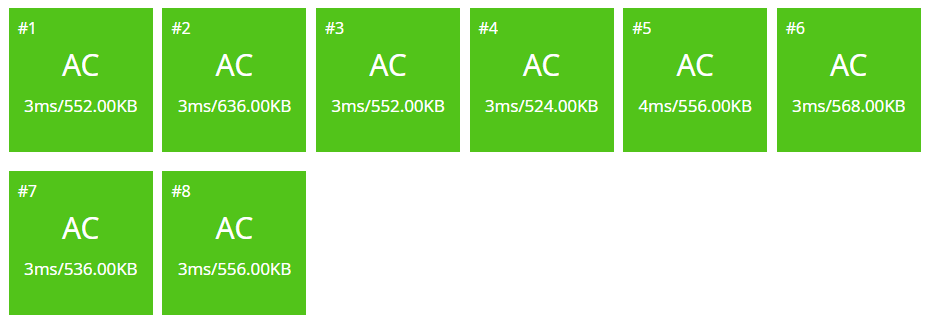 #1 #2 #3 #4 #5 #6
AC AC AC AC AC AC
3ms/552.00KB 3ms/636.00KB 3ms/552.00KB 3ms/524.00KB 4ms/556.00KB 3ms/568.00KB
#7 #8
AC AC
3ms/536.00KB 3ms/556.00KB